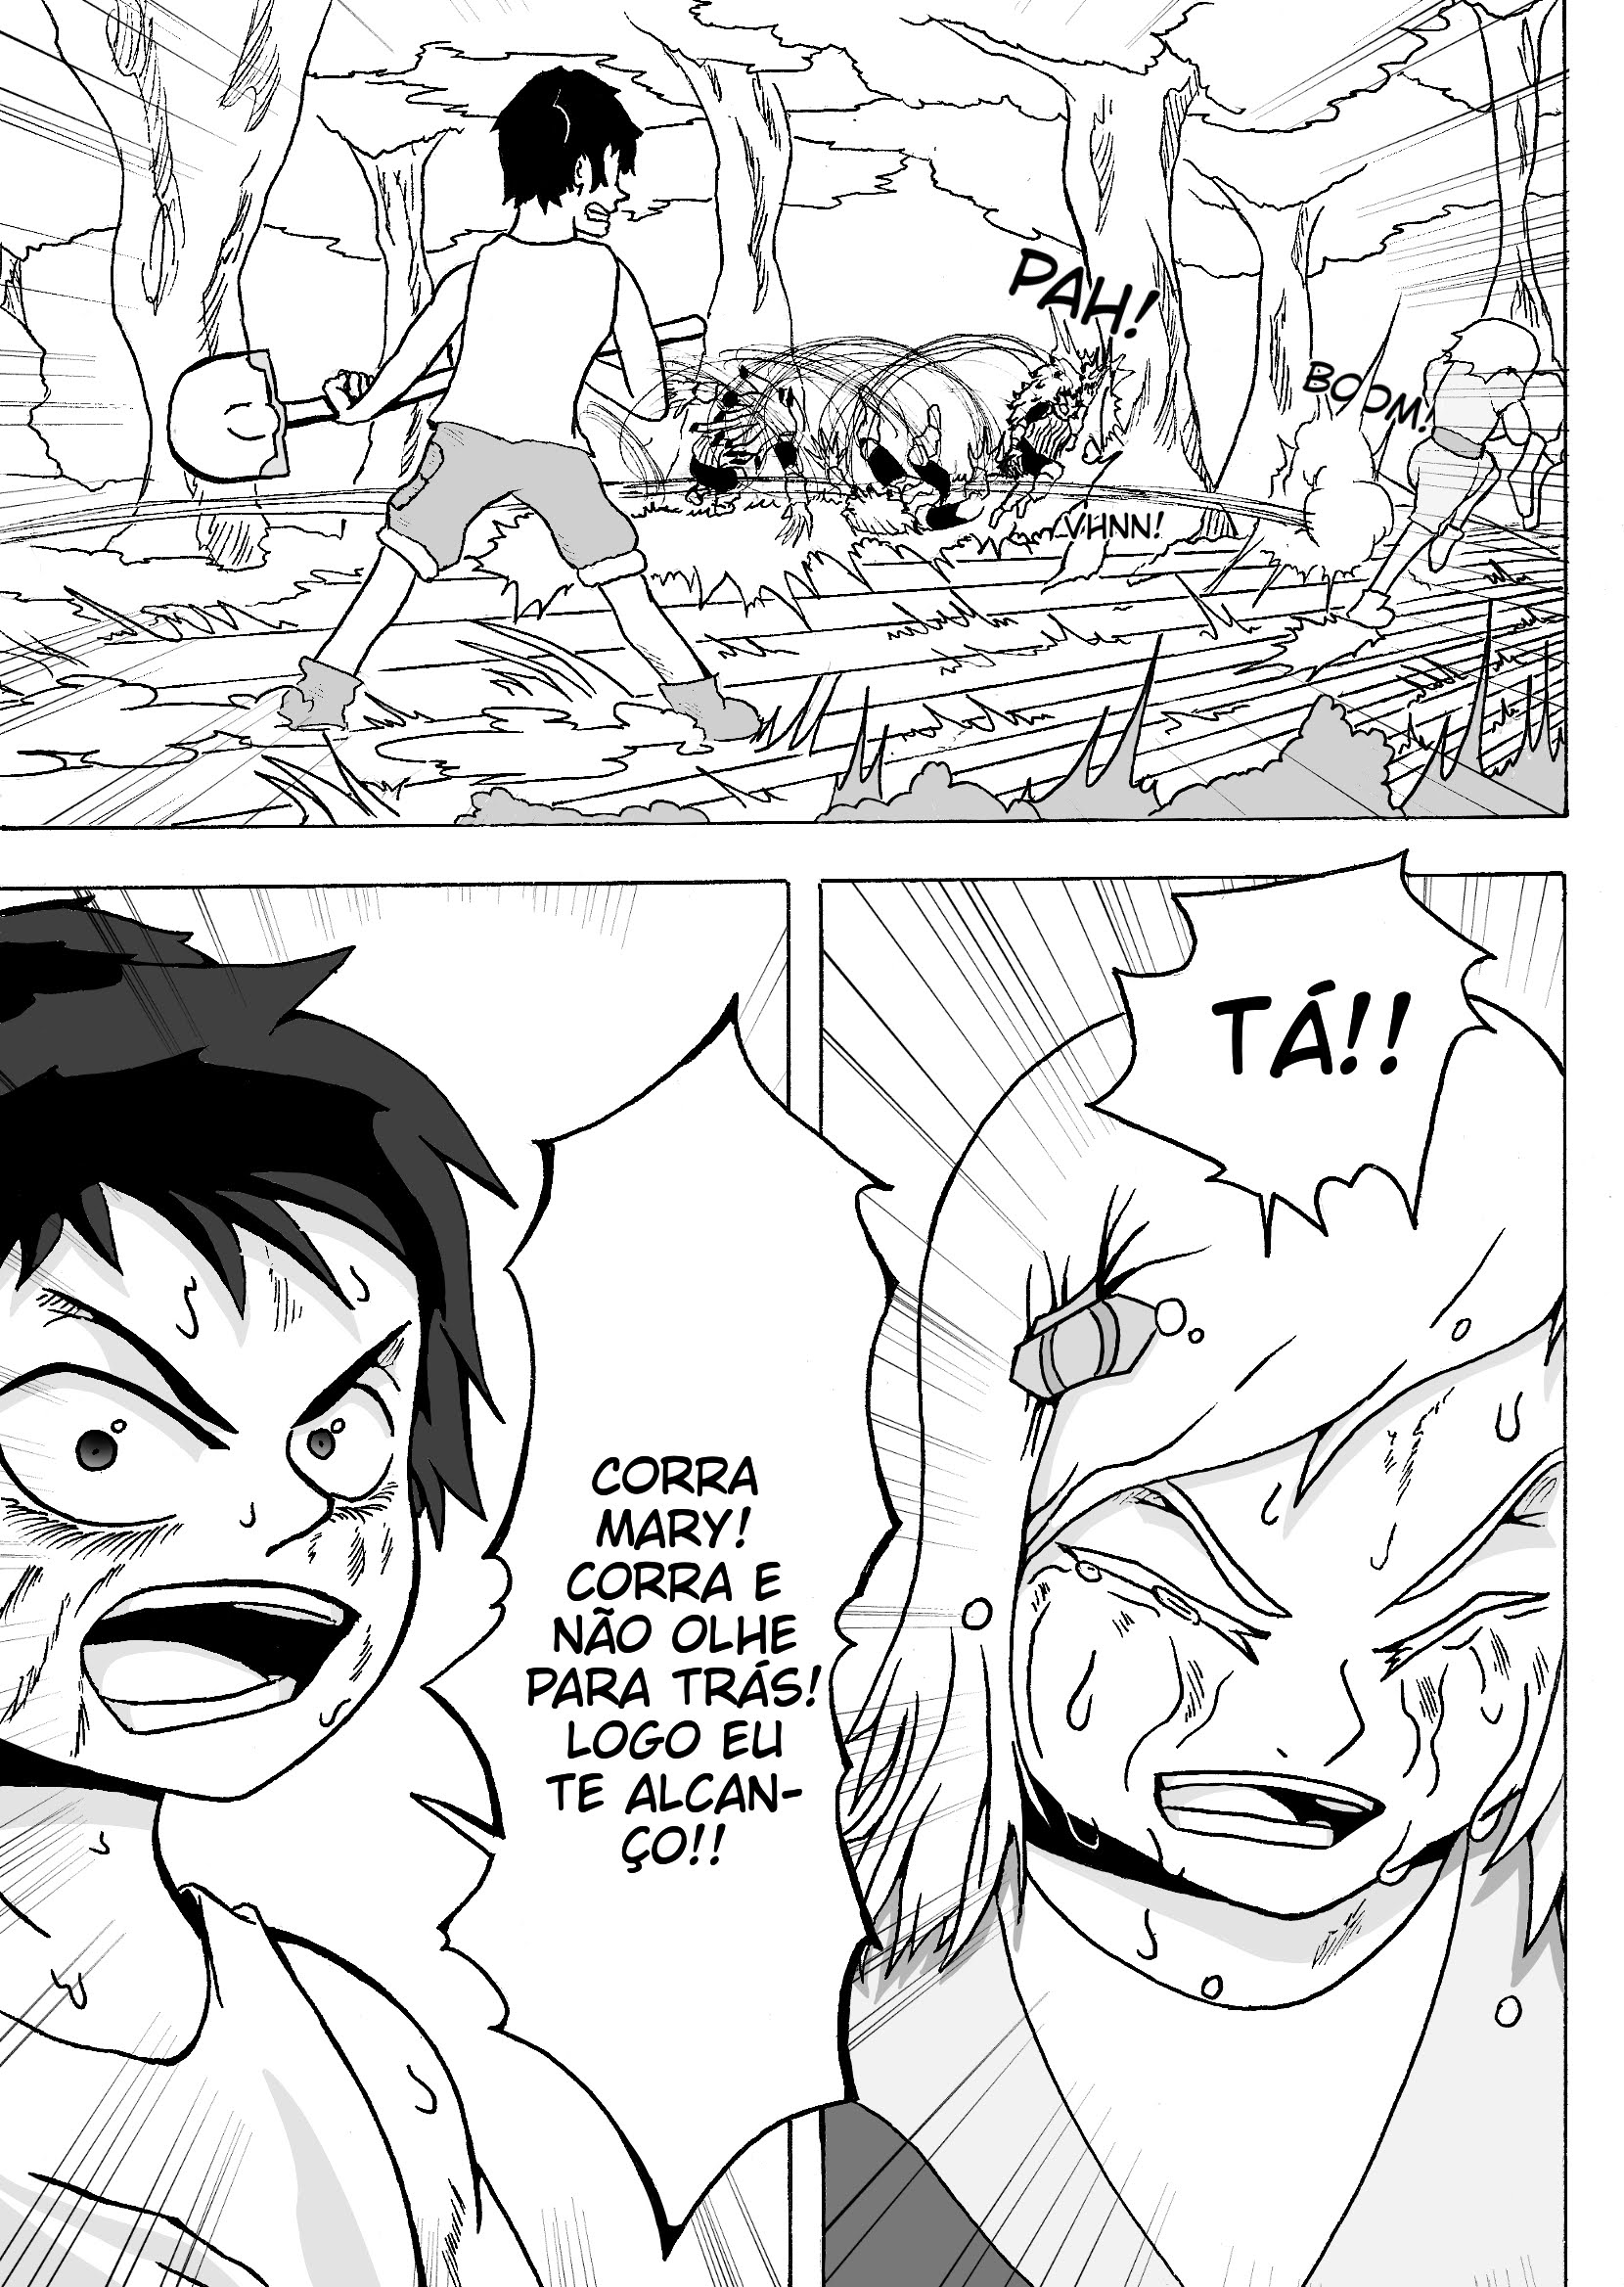 PAH!
BOOM!
VHNN!
TÁ!!
CORRA
MARY!
CORRA E
NÃO OLHE
PARA TRÁS!
LOGO EU
TE ALCAN-
ÇO!!